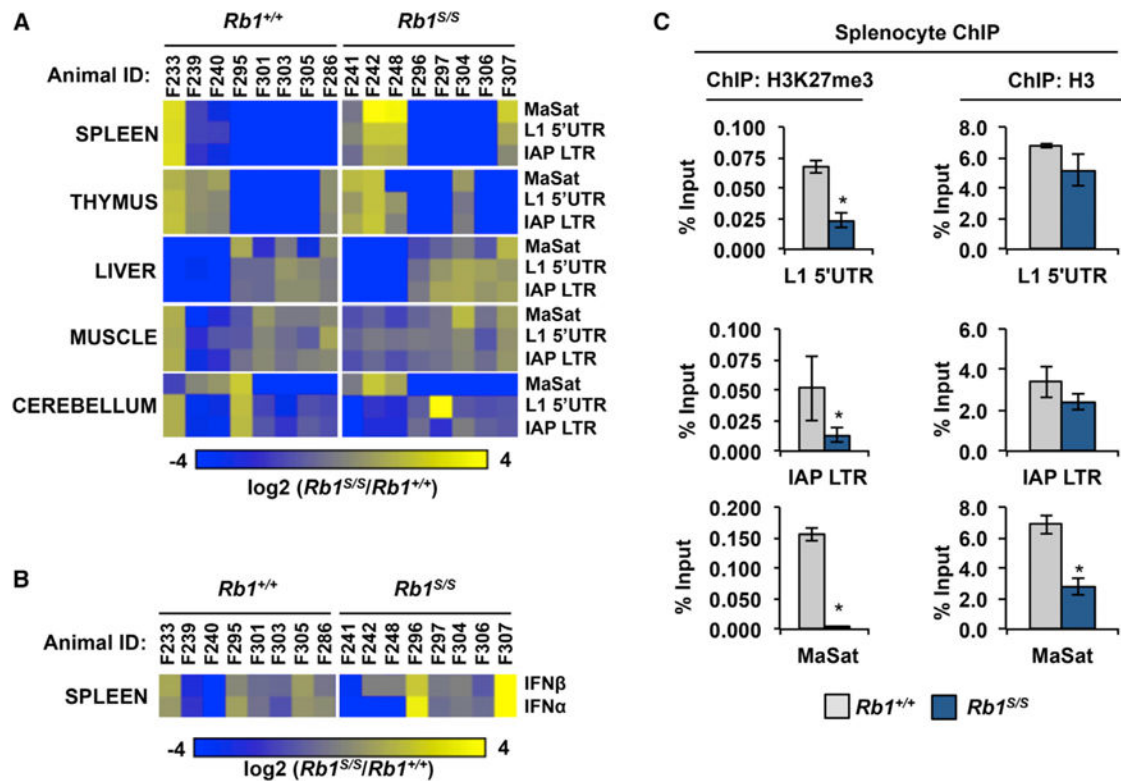 A
Rb1+/+
Rb1S/S
Animal ID:
F233 F239 F240 F295 F301 F303 F305 F286 F241 F242 F248 F296 F297 F304 F306 F307
SPLEEN
MaSat
L1 5'UTR
IAP LTR
THYMUS
MaSat
L1 5'UTR
IAP LTR
LIVER
MaSat
L1 5'UTR
IAP LTR
MUSCLE
MaSat
L1 5'UTR
IAP LTR
CEREBELLUM
MaSat
L1 5'UTR
IAP LTR
-4 4
log2 (Rb1S/S/Rb1+/+)
B
Rb1+/+
Rb1S/S
Animal ID:
F233 F239 F240 F295 F301 F303 F305 F286 F241 F242 F248 F296 F297 F304 F306 F307
SPLEEN
IFNβ
IFNα
-4 4
log2 (Rb1S/S/Rb1+/+)
C
Splenocyte ChIP
ChIP: H3K27me3
ChIP: H3
% Input
0.100
0.075
0.050
0.025
0.000
*
L1 5'UTR
% Input
8.0
6.0
4.0
2.0
0.0
L1 5'UTR
% Input
0.100
0.075
0.050
0.025
0.000
*
IAP LTR
% Input
6.0
4.0
2.0
0.0
IAP LTR
% Input
0.200
0.150
0.100
0.050
0.000
*
MaSat
% Input
8.0
6.0
4.0
2.0
0.0
*
MaSat
Rb1+/+
Rb1S/S